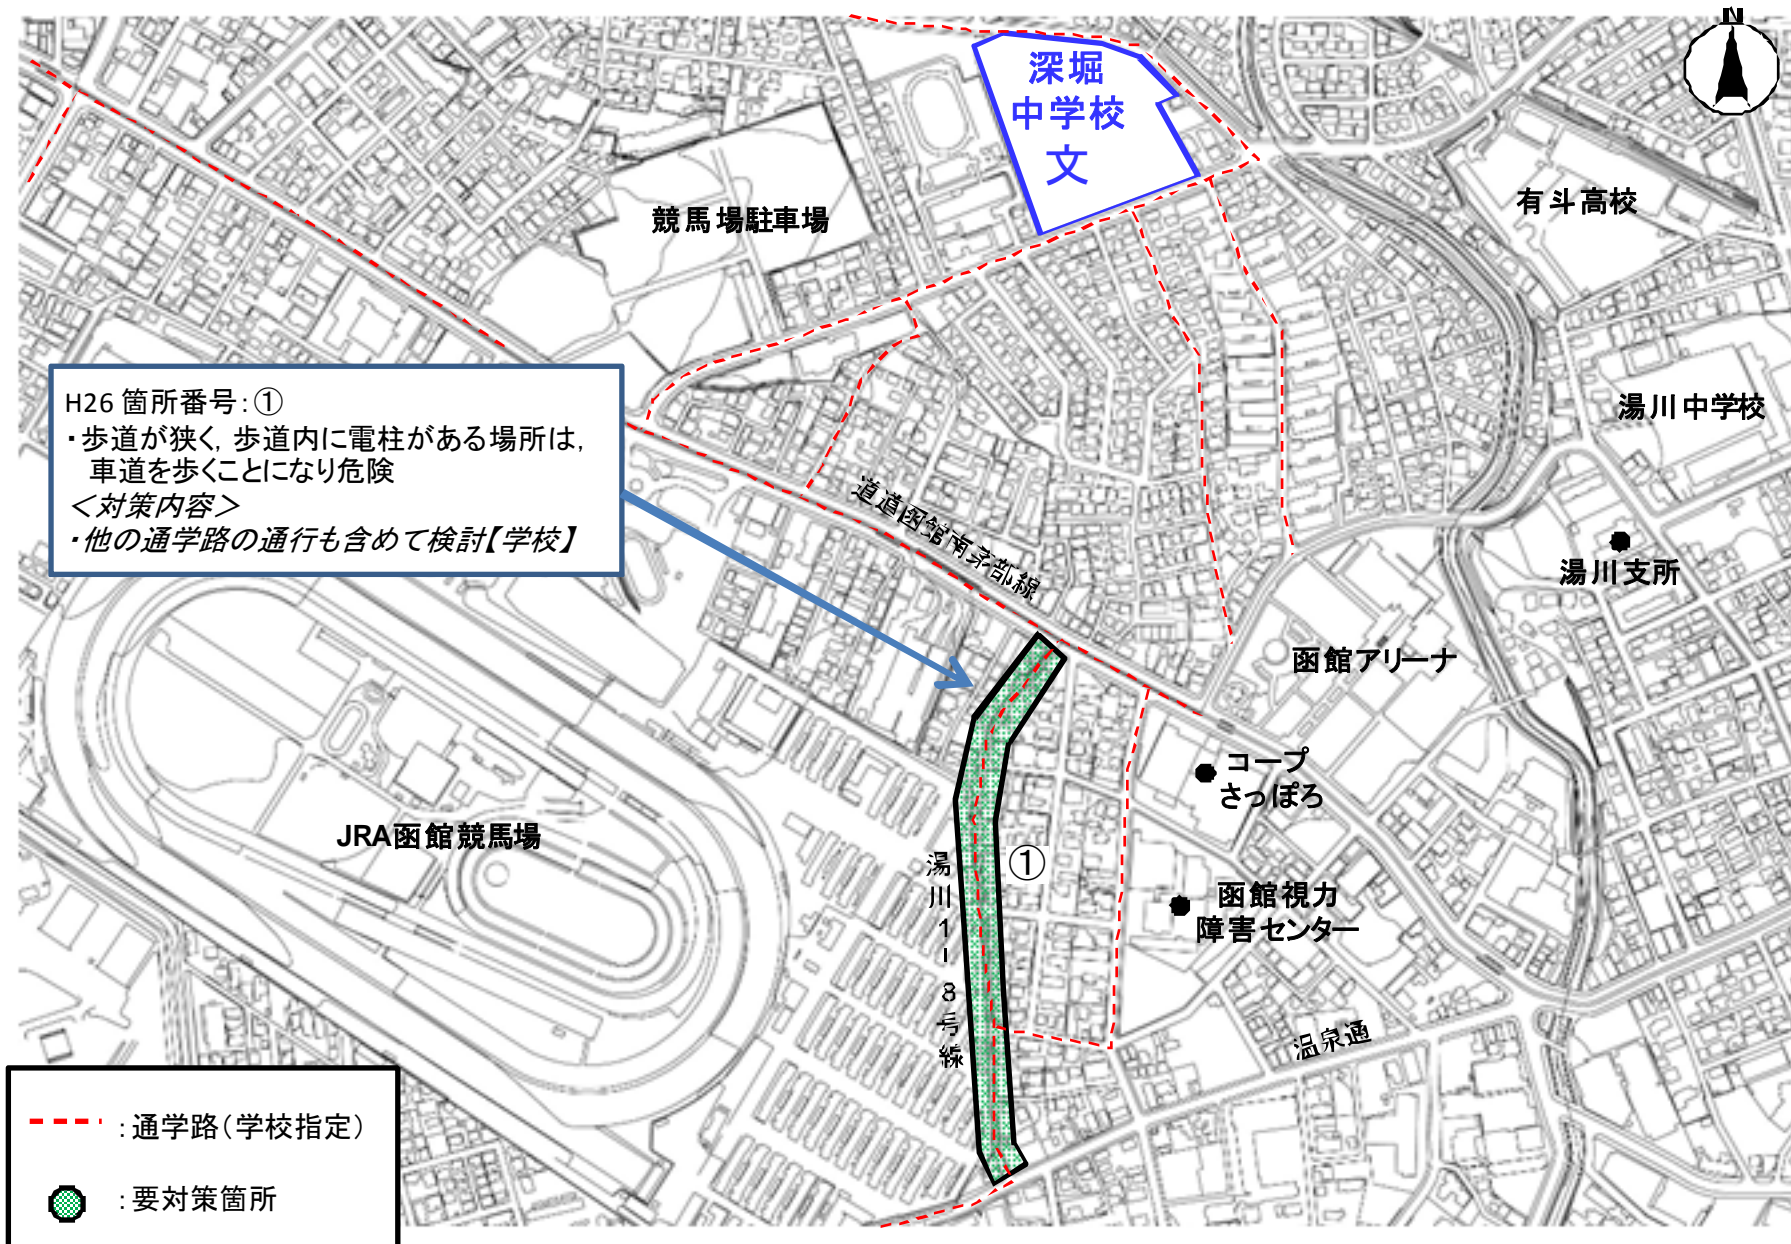 N
深堀
中学校
文
有斗高校
競馬場駐車場
湯川中学校
H26 箇所番号:①
・歩道が狭く，歩道内に電柱がある場所は，
車道を歩くことになり危険
＜対策内容＞
・他の通学路の通行も含めて検討【学校】
道道函館南茅部線
湯川支所
函館アリーナ
コープ
さっぽろ
JRA函館競馬場
①
湯川1-8号線
函館視力
障害センター
温泉通
:通学路(学校指定)
:要対策箇所